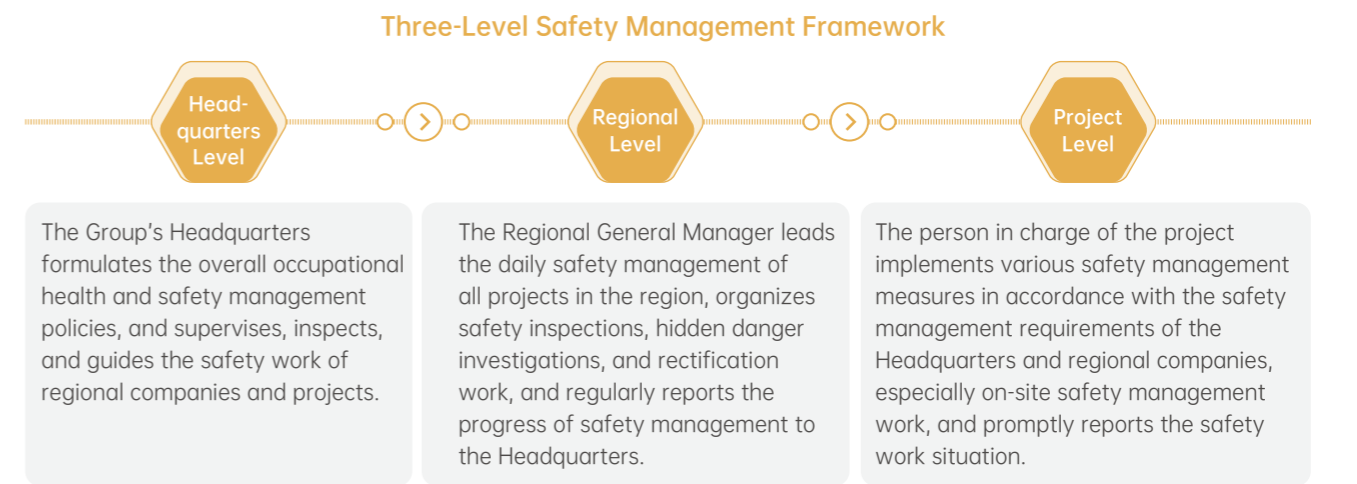 Three-Level Safety Management Framework
Head-
quarters
Level
Regional
Level
Project
Level
The Group's Headquarters
formulates the overall occupational
health and safety management
policies, and supervises, inspects,
and guides the safety work of
regional companies and projects.
The Regional General Manager leads
the daily safety management of
all projects in the region, organizes
safety inspections, hidden danger
investigations, and rectification
work, and regularly reports the
progress of safety management to
the Headquarters.
The person in charge of the project
implements various safety management
measures in accordance with the safety
management requirements of the
Headquarters and regional companies,
especially on-site safety management
work, and promptly reports the safety
work situation.